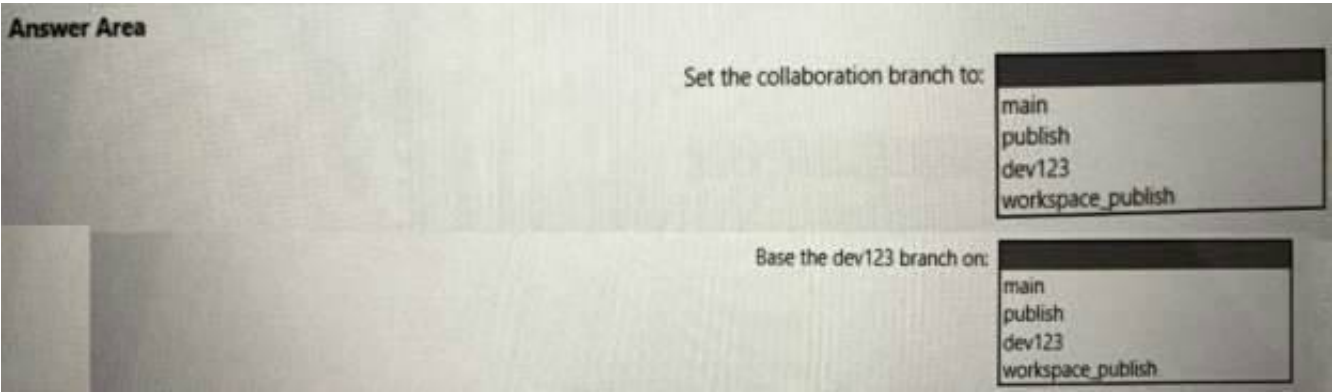 Answer Area
Set the collaboration branch to:
main
publish
dev123
workspace_publish
Base the dev123 branch on:
main
publish
dev123
workspace_publish